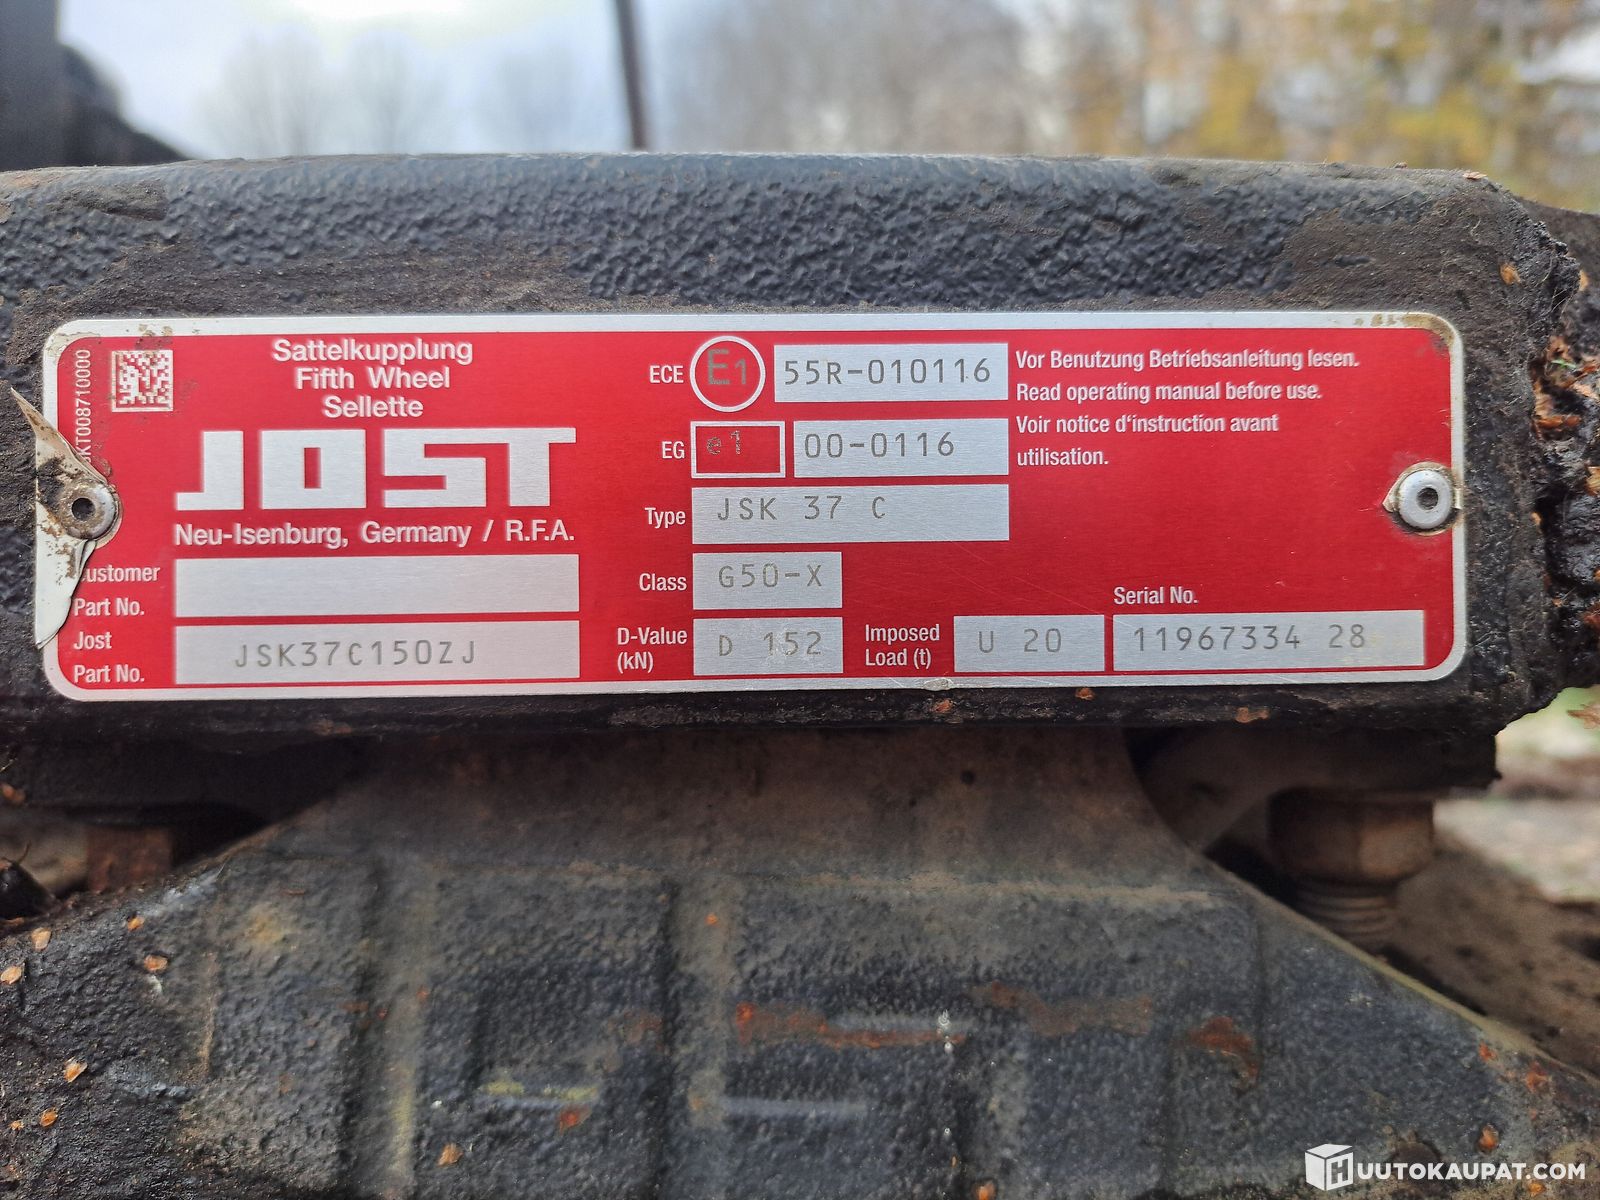 Sattelkupplung
Fifth Wheel
Sellette
JOST
Neu-Isenburg, Germany / R.F.A.
Part No.
Jost
Part No. JSK37C150ZJ
ECE E1 55R-010116
EG e1 00-0116
Type JSK 37 C
Class G50-X
D-Value
(kN) D 152
Imposed
Load (t) U 20
Serial No.
11967334 28
Vor Benutzung Betriebsanleitung lesen.
Read operating manual before use.
Voir notice d'instruction avant
utilisation.
HUUTOKAUPAT.COM